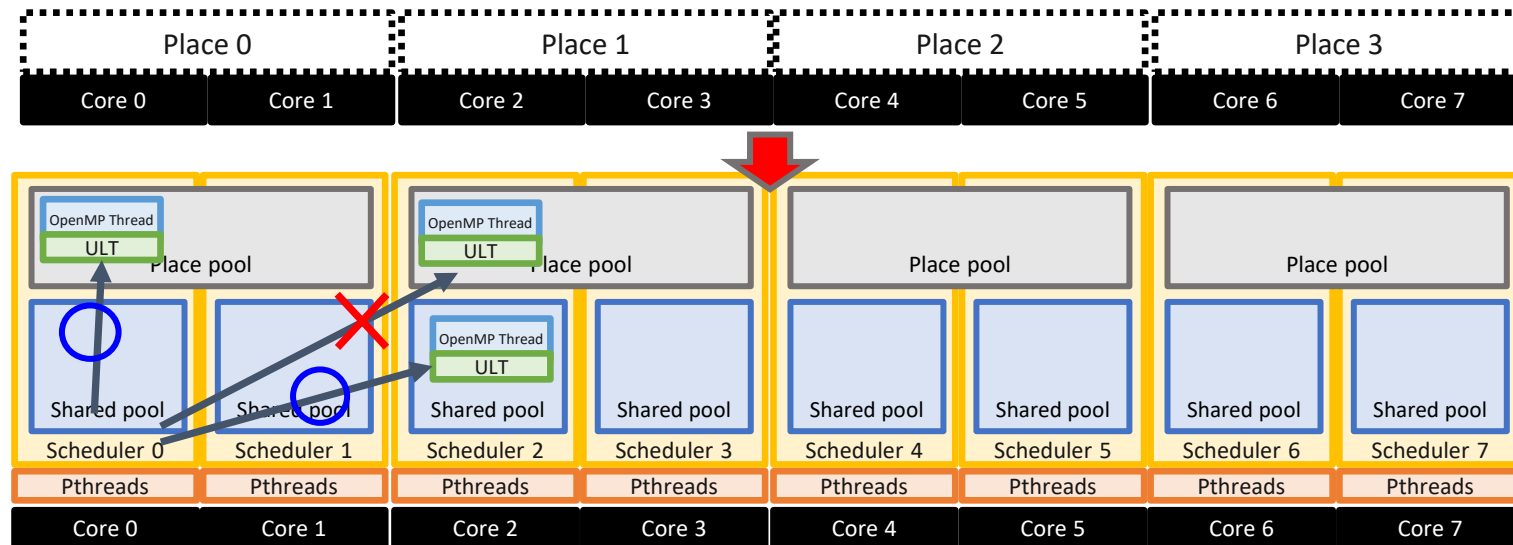 Place 0 Place 1 Place 2 Place 3
Core 0 Core 1 Core 2 Core 3 Core 4 Core 5 Core 6 Core 7
OpenMP Thread OpenMP Thread
ULT ULT
Place pool Place pool Place pool Place pool
OpenMP Thread
ULT
Shared pool Shared pool Shared pool Shared pool Shared pool Shared pool Shared pool Shared pool
Scheduler 0 Scheduler 1 Scheduler 2 Scheduler 3 Scheduler 4 Scheduler 5 Scheduler 6 Scheduler 7
Pthreads Pthreads Pthreads Pthreads Pthreads Pthreads Pthreads Pthreads
Core 0 Core 1 Core 2 Core 3 Core 4 Core 5 Core 6 Core 7